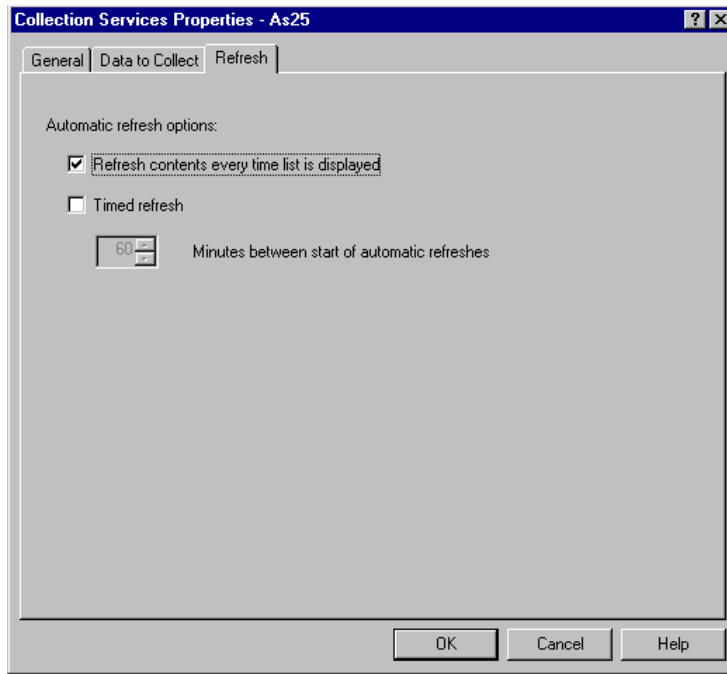 Collection Services Properties - As25
General
Data to Collect
Refresh
Automatic refresh options:
Refresh contents every time list is displayed
Timed refresh
60
Minutes between start of automatic refreshes
OK
Cancel
Help